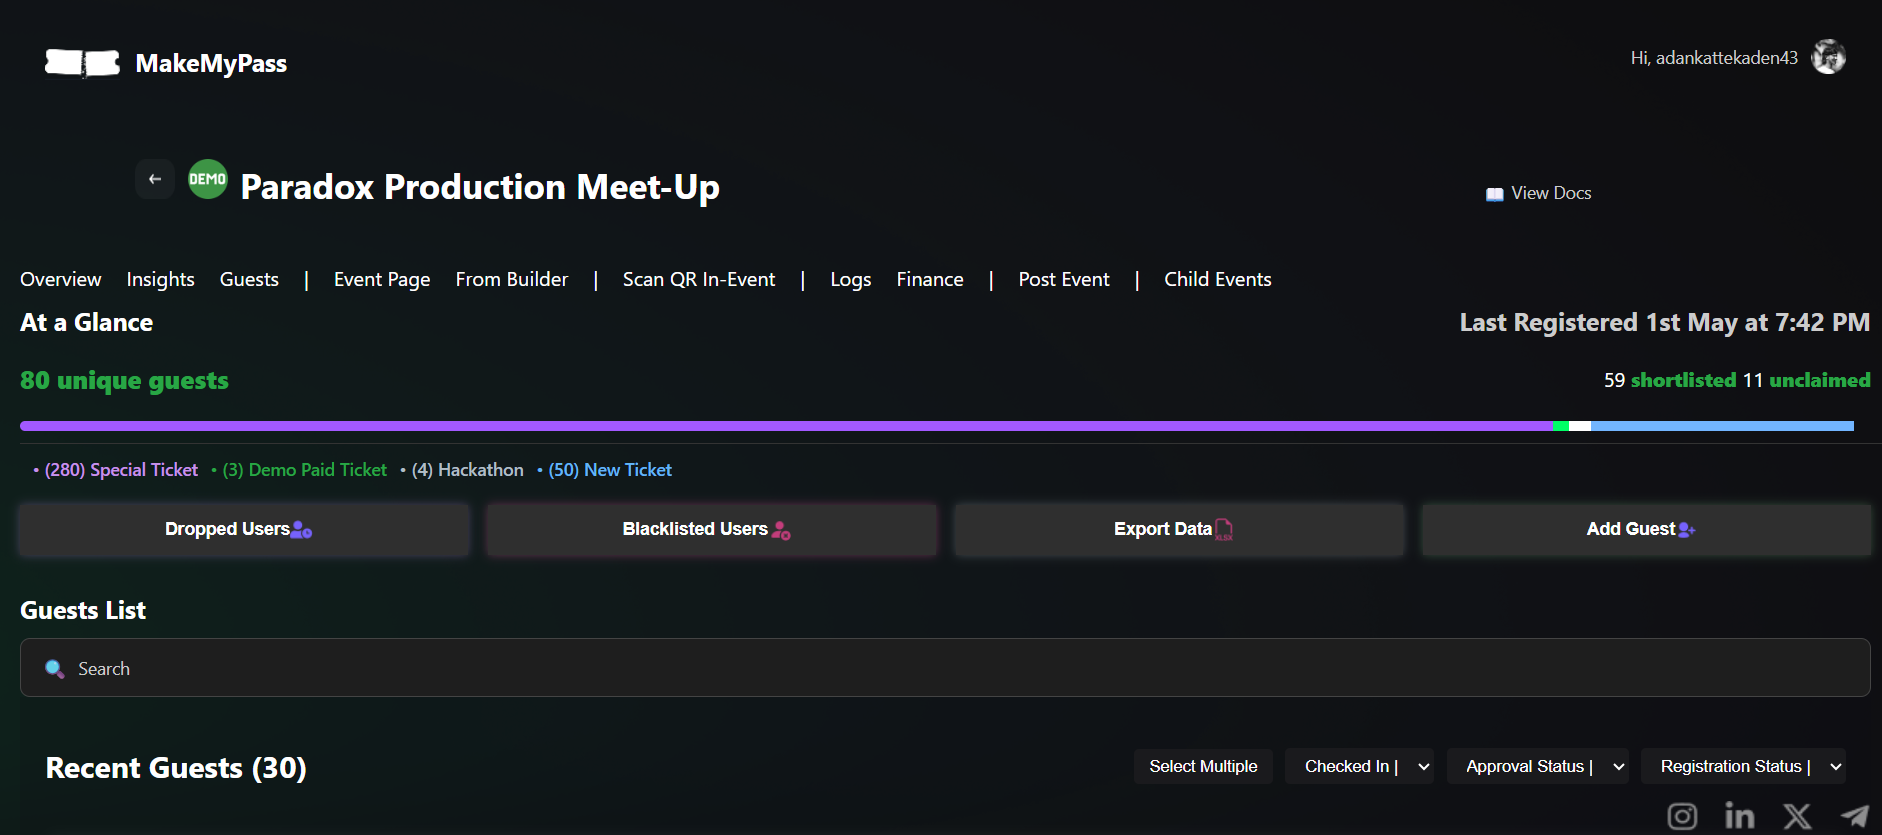 MakeMyPass
Hi, adankattekaden43
DEMO Paradox Production Meet-Up
View Docs
Overview Insights Guests | Event Page From Builder | Scan QR In-Event | Logs Finance | Post Event | Child Events
At a Glance
Last Registered 1st May at 7:42 PM
80 unique guests
59 shortlisted 11 unclaimed
• (280) Special Ticket • (3) Demo Paid Ticket • (4) Hackathon • (50) New Ticket
Dropped Users
Blacklisted Users
Export Data XLSX
Add Guest
Guests List
Search
Recent Guests (30)
Select Multiple
Checked In |
Approval Status |
Registration Status |